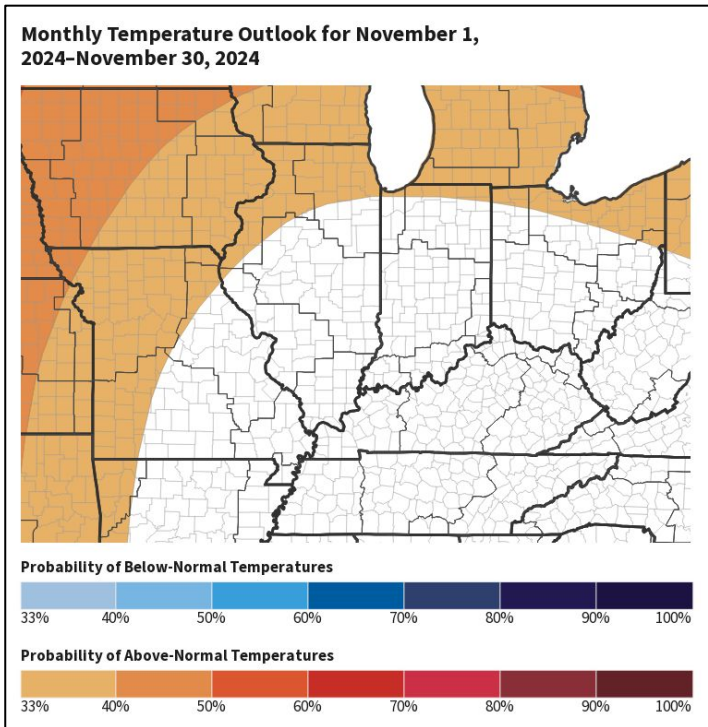 Monthly Temperature Outlook for November 1,
2024–November 30, 2024
Probability of Below-Normal Temperatures
33% 40% 50% 60% 70% 80% 90% 100%
Probability of Above-Normal Temperatures
33% 40% 50% 60% 70% 80% 90% 100%